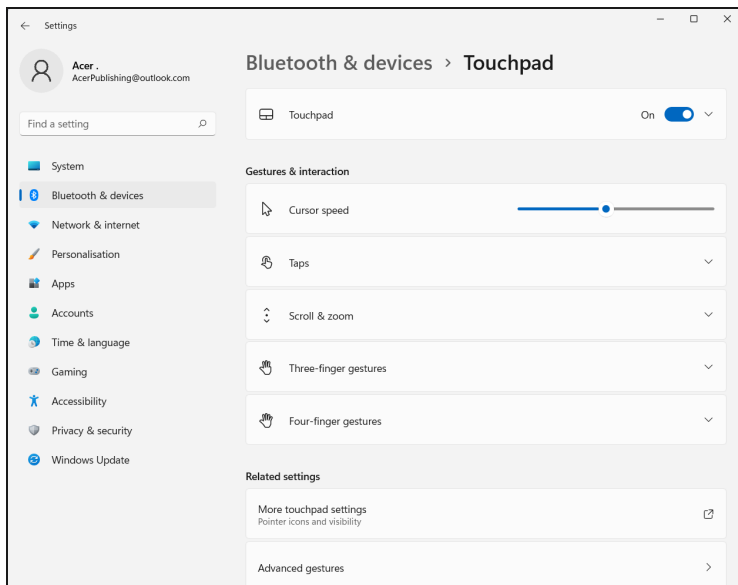 Settings
Acer .
AcerPublishing@outlook.com
Find a setting
System
Bluetooth & devices
Network & internet
Personalisation
Apps
Accounts
Time & language
Gaming
Accessibility
Privacy & security
Windows Update
Bluetooth & devices > Touchpad
Touchpad On
Gestures & interaction
Cursor speed
Taps
Scroll & zoom
Three-finger gestures
Four-finger gestures
Related settings
More touchpad settings
Pointer icons and visibility
Advanced gestures